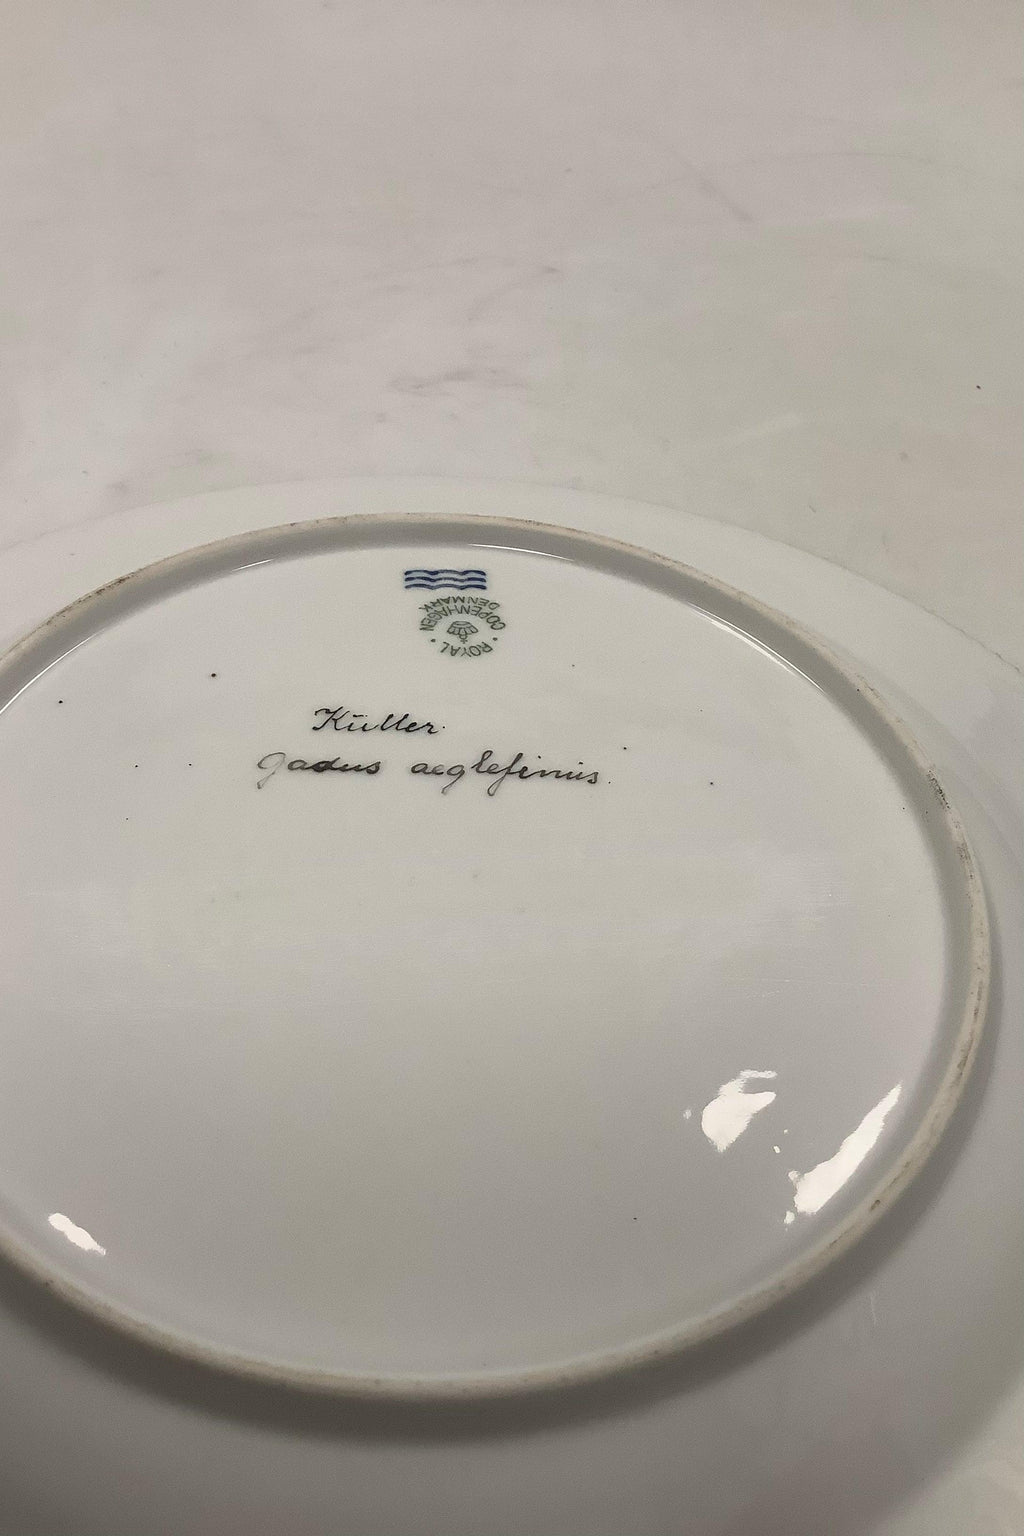 ROYAL COPENHAGEN
DENMARK
Kuller.
Gadus aeglefinus.